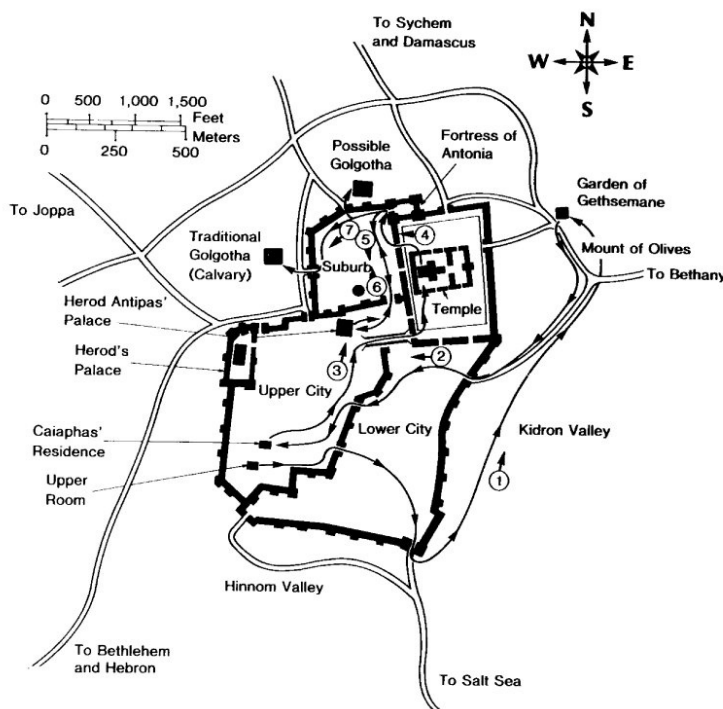 To Sychem
and Damascus
N
W
E
S
0 500 1,000 1,500
Feet
Meters
0 250 500
Possible
Golgotha
Fortress of
Antonia
Garden of
Gethsemane
To Joppa
Traditional
Golgotha
(Calvary)
7
5
4
Suburb
Mount of Olives
To Bethany
6
Temple
Herod Antipas'
Palace
Herod's
Palace
3
2
Upper City
Lower City
Kidron Valley
Caiaphas'
Residence
Upper
Room
1
Hinnom Valley
To Bethlehem
and Hebron
To Salt Sea